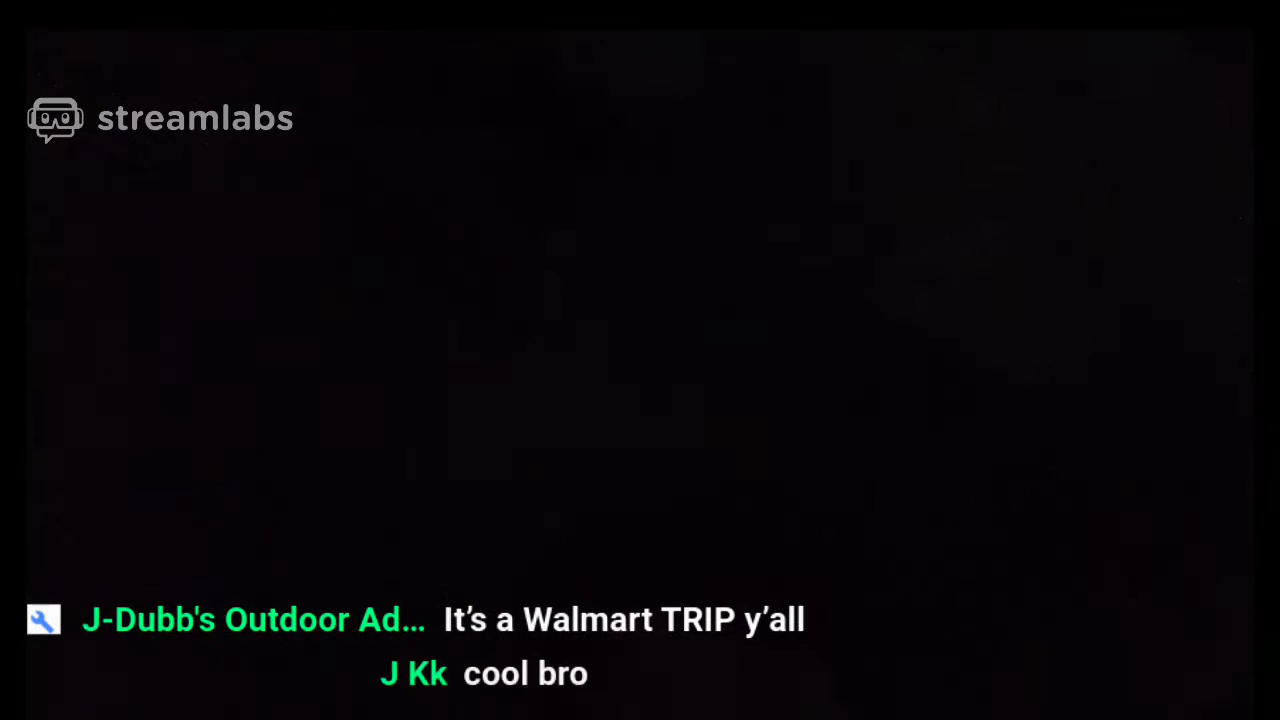 streamlabs
J-Dubb's Outdoor Ad... It’s a Walmart TRIP y’all
J Kk cool bro